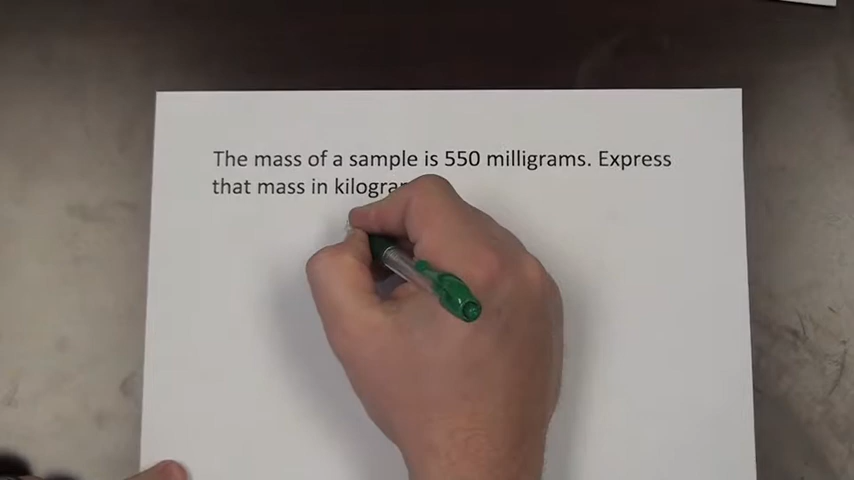 The mass of a sample is 550 milligrams. Express
that mass in